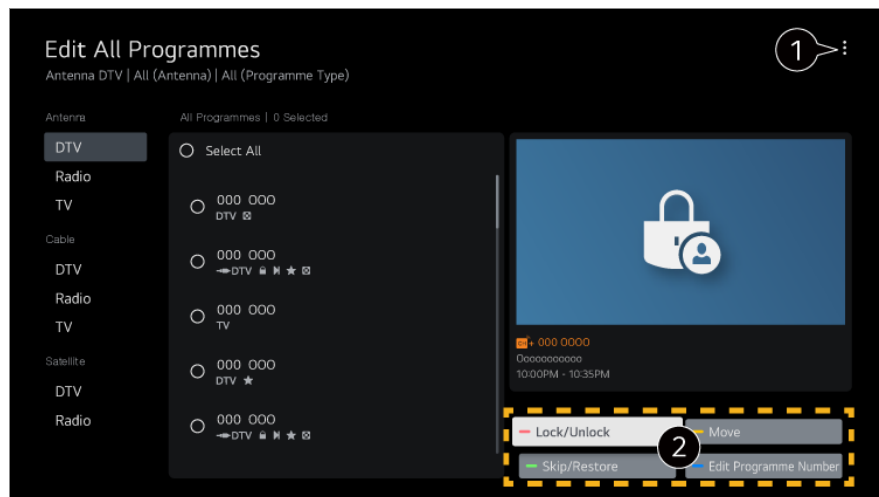 Edit All Programmes
Antenna DTV | All (Antenna) | All (Programme Type)
1
Antenna
DTV
Radio
TV
Cable
DTV
Radio
TV
Satellite
DTV
Radio
All Programmes | 0 Selected
Select All
000 000
DTV
000 000
DTV
000 000
TV
000 000
DTV
000 000
DTV
+ 000 0000
Oooooooooo
10:00PM - 10:35PM
2
Lock/Unlock
Move
Skip/Restore
Edit Programme Number